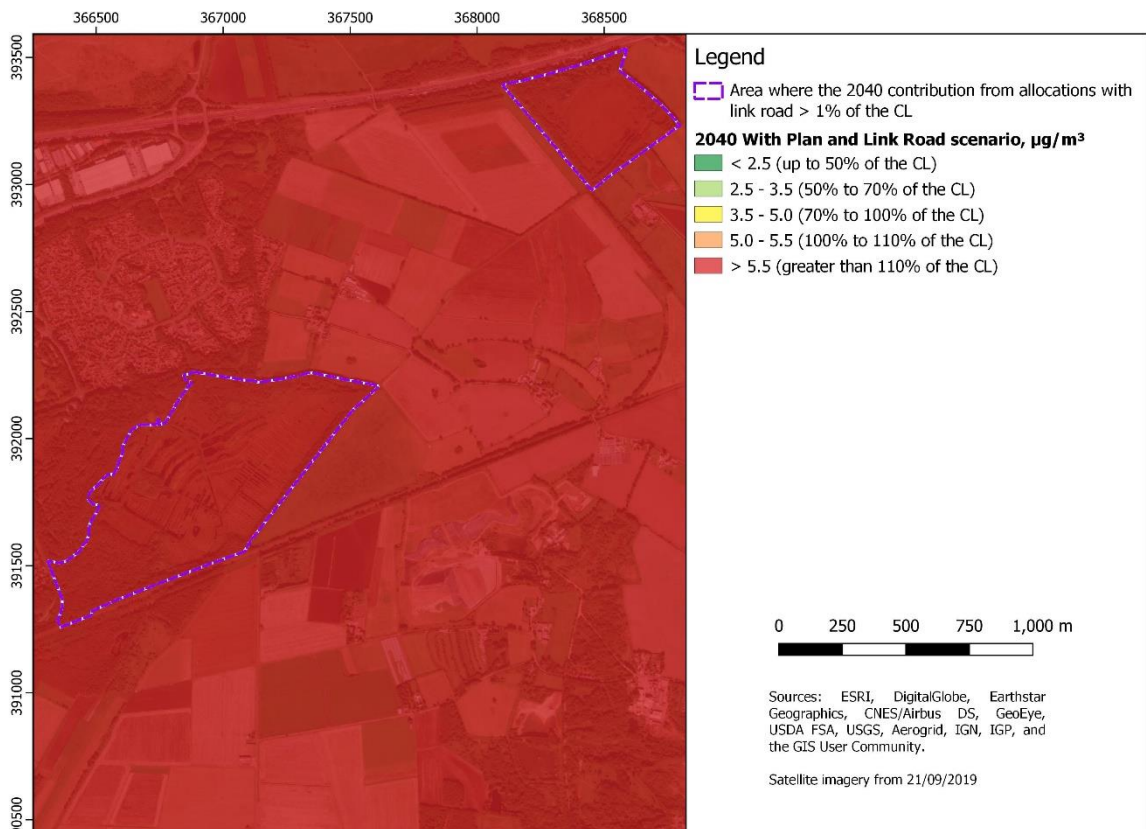 366500 367000 367500 368000 368500
393500
393000
392500
392000
391500
391000
Legend
Area where the 2040 contribution from allocations with
link road > 1% of the CL
2040 With Plan and Link Road scenario, µg/m³
< 2.5 (up to 50% of the CL)
2.5 - 3.5 (50% to 70% of the CL)
3.5 - 5.0 (70% to 100% of the CL)
5.0 - 5.5 (100% to 110% of the CL)
> 5.5 (greater than 110% of the CL)
0 250 500 750 1,000 m
Sources: ESRI, DigitalGlobe, Earthstar
Geographics, CNES/Airbus DS, GeoEye,
USDA FSA, USGS, Aerogrid, IGN, IGP, and
the GIS User Community.
Satellite imagery from 21/09/2019